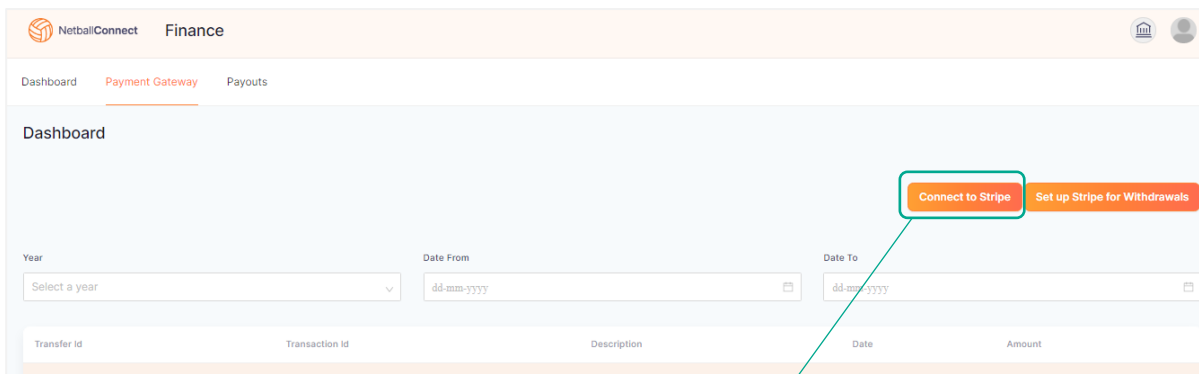 NetballConnect Finance
Dashboard Payment Gateway Payouts
Dashboard
Connect to Stripe Set up Stripe for Withdrawals
Year Date From Date To
Select a year dd-mm-yyyy dd-mm-yyyy
Transfer Id Transaction Id Description Date Amount